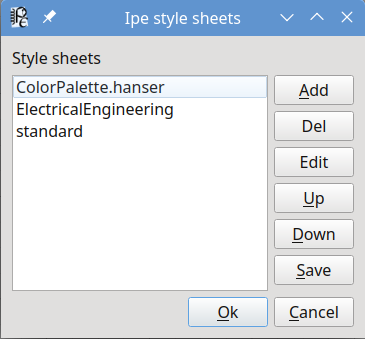 Ipe style sheets
Style sheets
ColorPalette.hanser
ElectricalEngineering
standard
Add
Del
Edit
Up
Down
Save
Ok
Cancel